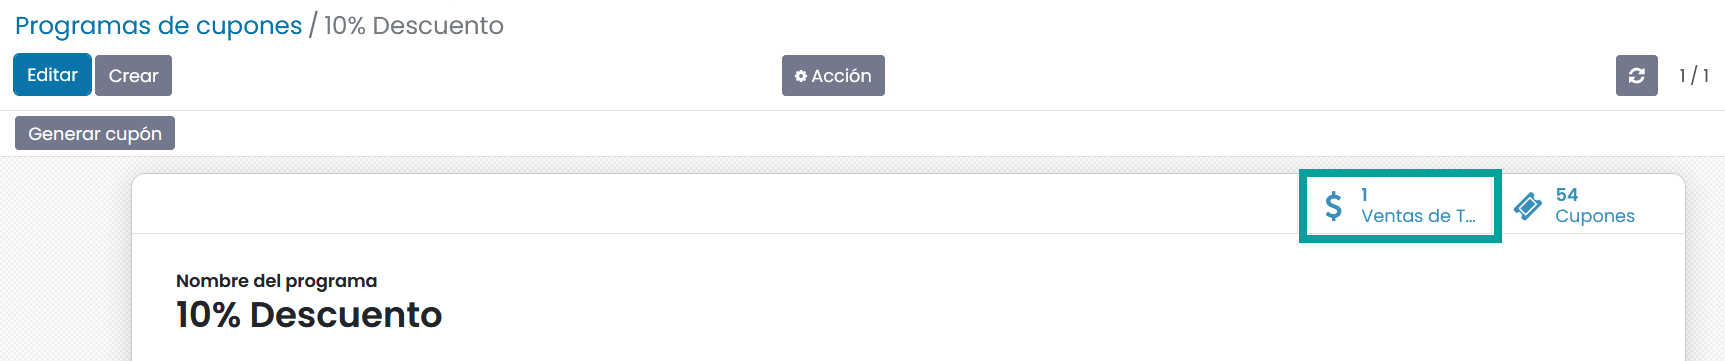 Programas de cupones / 10% Descuento
Editar Crear Acción 1 / 1
Generar cupón
1
Ventas de T...
54
Cupones
Nombre del programa
10% Descuento